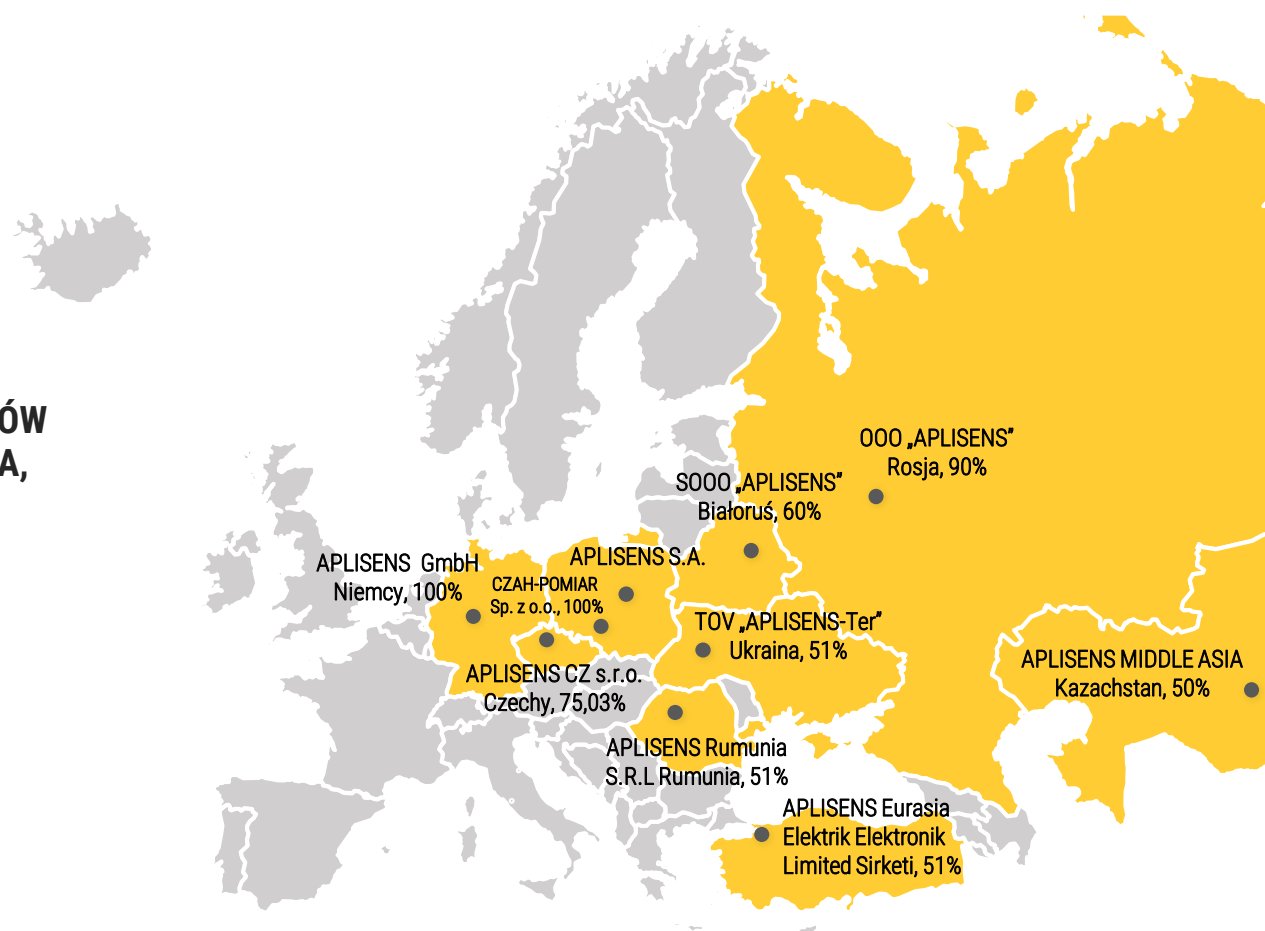 ÓW
A,
OOO „APLISENS”
Rosja, 90%
SOOO „APLISENS”
Białoruś, 60%
APLISENS S.A.
APLISENS GmbH
Niemcy, 100%
CZAH-POMIAR
Sp. z o.o., 100%
TOV „APLISENS-Ter”
Ukraina, 51%
APLISENS MIDDLE ASIA
Kazachstan, 50%
APLISENS CZ s.r.o.
Czechy, 75,03%
APLISENS Rumunia
S.R.L Rumunia, 51%
APLISENS Eurasia
Elektrik Elektronik
Limited Sirketi, 51%